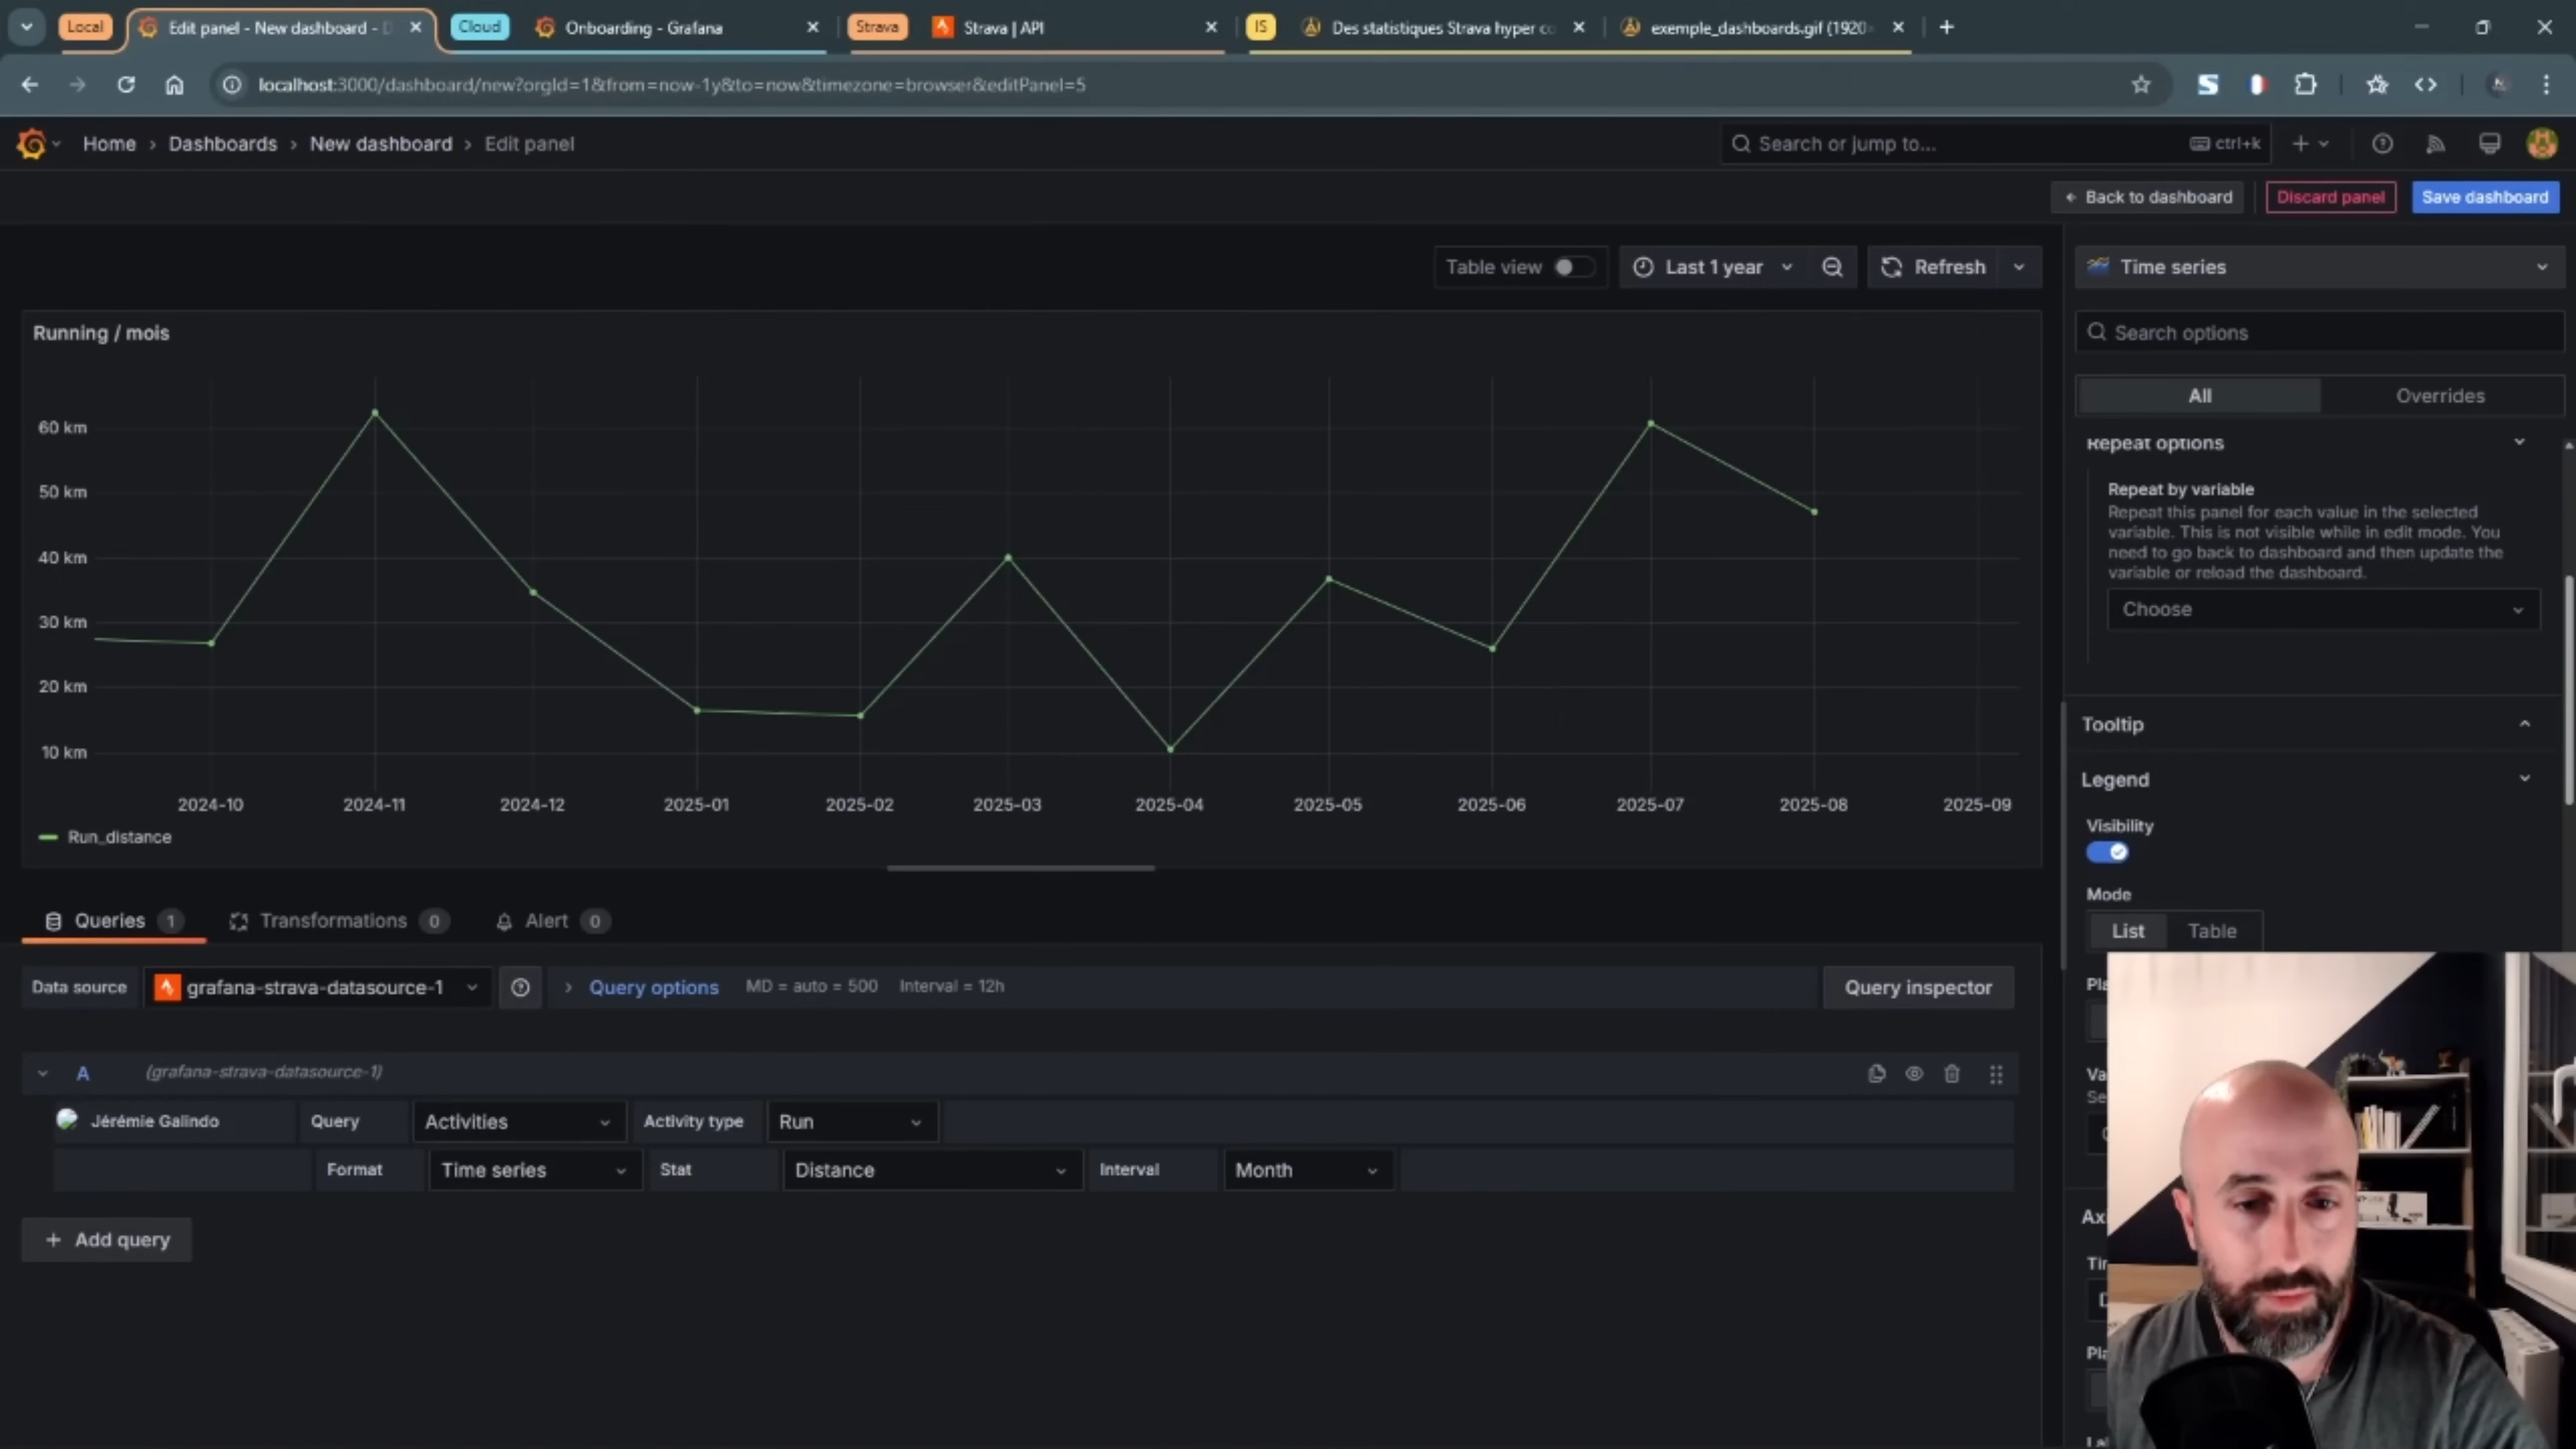 Local
Edit panel - New dashboard - D
Cloud
Onboarding - Grafana
Strava
Strava | API
IS
Des statistiques Strava hyper co
exemple_dashboards.gif (1920
localhost:3000/dashboard/new?orgId=1&from=now-1y&to=now&timezone=browser&editPanel=5
Home › Dashboards › New dashboard › Edit panel
Search or jump to...
ctrl+k
Back to dashboard
Discard panel
Save dashboard
Table view
Last 1 year
Refresh
Time series
Running / mois
Search options
All
Overrides
60 km
50 km
40 km
30 km
20 km
10 km
2024-10
2024-11
2024-12
2025-01
2025-02
2025-03
2025-04
2025-05
2025-06
2025-07
2025-08
2025-09
Run_distance
Repeat options
Repeat by variable
Repeat this panel for each value in the selected
variable. This is not visible while in edit mode. You
need to go back to dashboard and then update the
variable or reload the dashboard.
Choose
Tooltip
Legend
Visibility
Mode
List
Table
Queries 1
Transformations 0
Alert 0
Data source
grafana-strava-datasource-1
Query options
MD = auto = 500
Interval = 12h
Query inspector
A
(grafana-strava-datasource-1)
Jérémie Galindo
Query
Activities
Activity type
Run
Format
Time series
Stat
Distance
Interval
Month
+ Add query
Pla
Va
Se
Ax
Tir
Pla